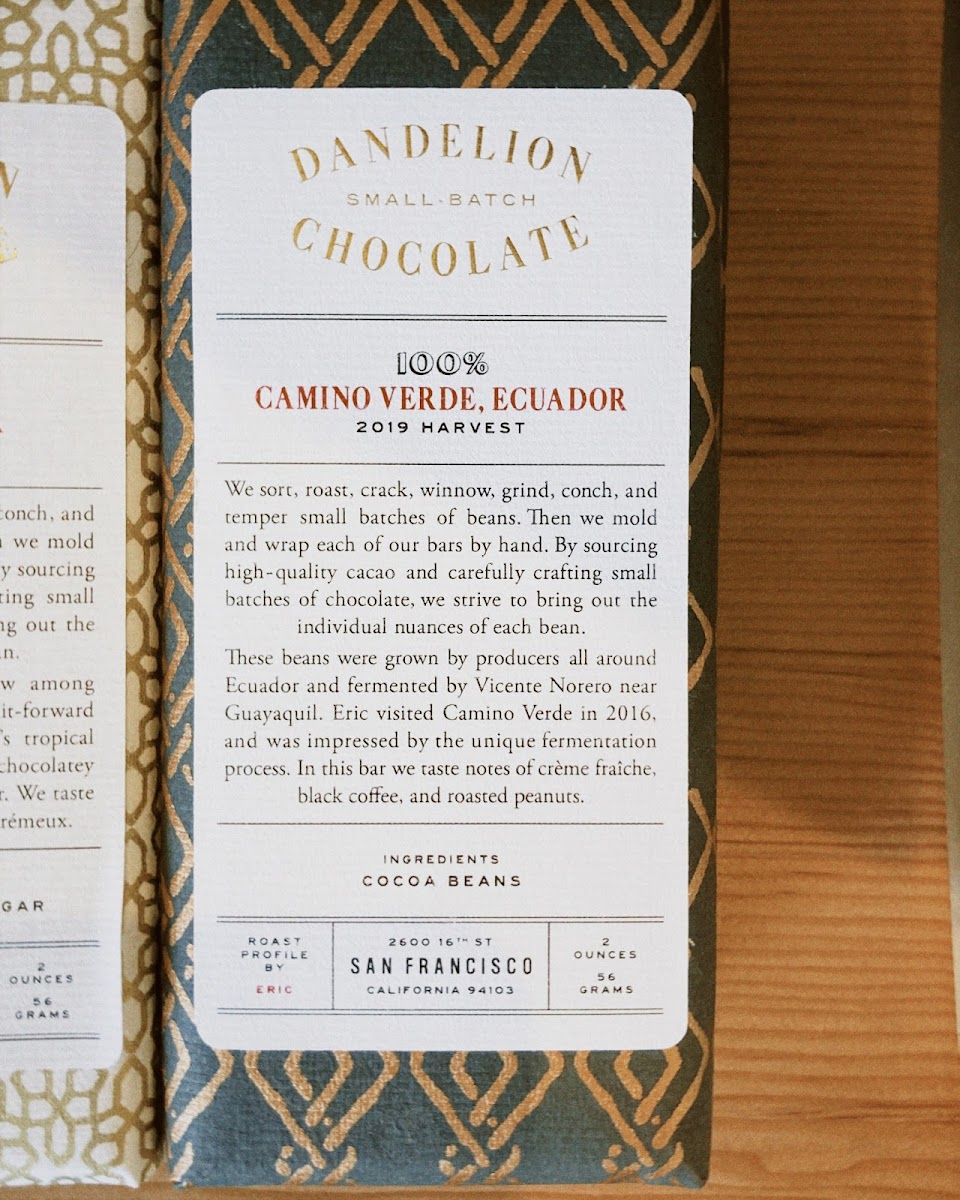 DANDELION
SMALL-BATCH
CHOCOLATE
100%
CAMINO VERDE, ECUADOR
2019 HARVEST
We sort, roast, crack, winnow, grind, conch, and
temper small batches of beans. Then we mold
and wrap each of our bars by hand. By sourcing
high-quality cacao and carefully crafting small
batches of chocolate, we strive to bring out the
individual nuances of each bean.
These beans were grown by producers all around
Ecuador and fermented by Vicente Norero near
Guayaquil. Eric visited Camino Verde in 2016,
and was impressed by the unique fermentation
process. In this bar we taste notes of crème fraîche,
black coffee, and roasted peanuts.
INGREDIENTS
COCOA BEANS
ROAST
PROFILE
BY
ERIC
2600 16TH ST
SAN FRANCISCO
CALIFORNIA 94103
2
OUNCES
56
GRAMS
conch, and
we mold
sourcing
small
out the
among
tropical
chocolatey
We taste
2
OUNCES
56
GRAMS